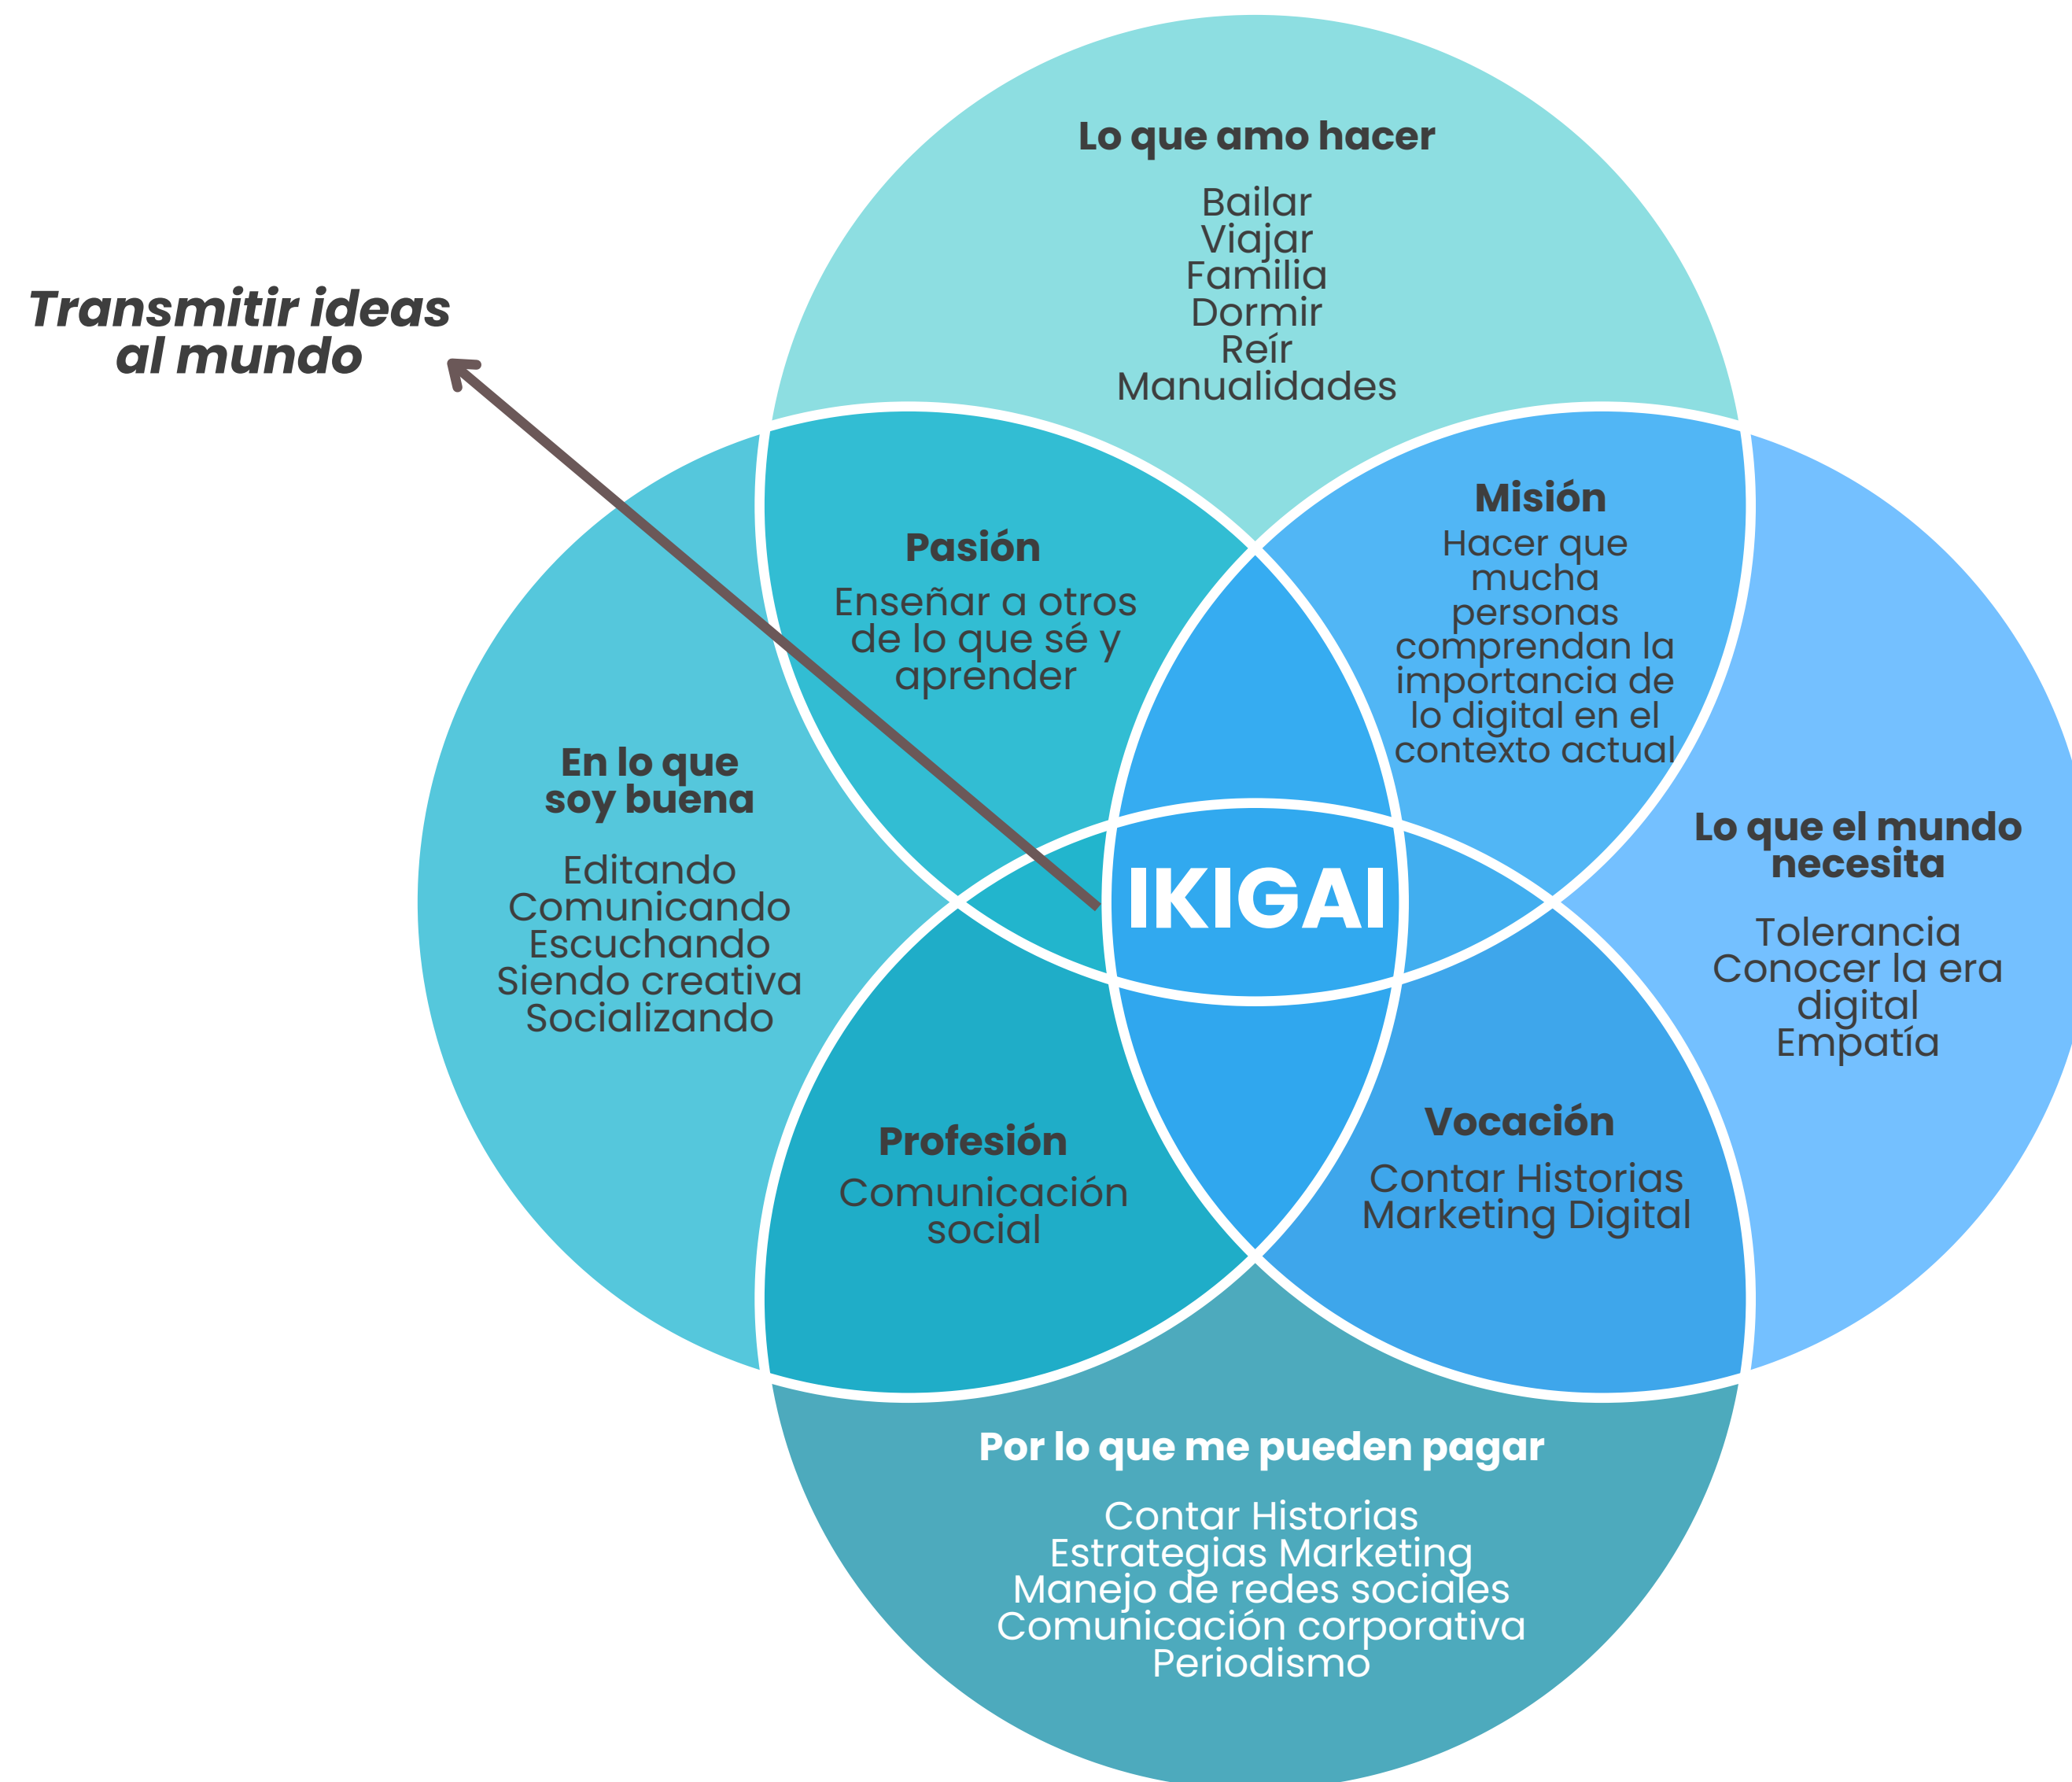 Lo que amo hacer
Bailar
Viajar
Familia
Dormir
Reír
Manualidades
Transmitir ideas
al mundo
Pasión
Enseñar a otros
de lo que sé y
aprender
Misión
Hacer que
mucha
personas
comprendan la
importancia de
lo digital en el
contexto actual
En lo que
soy buena
Editando
Comunicando
Escuchando
Siendo creativa
Socializando
IKIGAI
Lo que el mundo
necesita
Tolerancia
Conocer la era
digital
Empatía
Profesión
Comunicación
social
Vocación
Contar Historias
Marketing Digital
Por lo que me pueden pagar
Contar Historias
Estrategias Marketing
Manejo de redes sociales
Comunicación corporativa
Periodismo